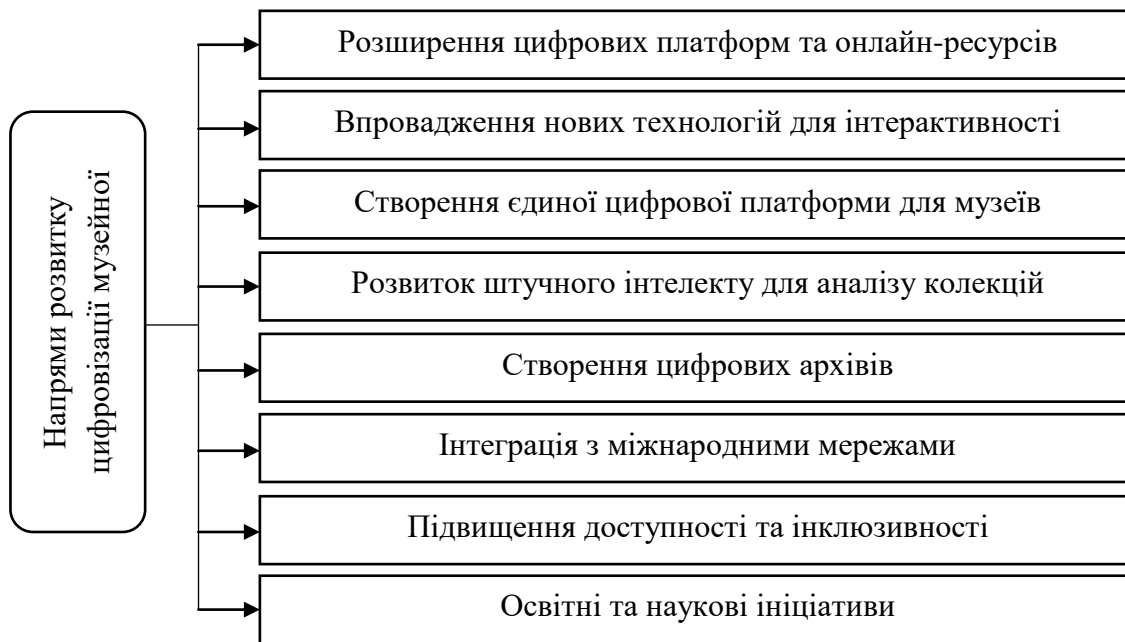 Напрями розвитку
цифровізації музейної
Розширення цифрових платформ та онлайн-ресурсів
Впровадження нових технологій для інтерактивності
Створення єдиної цифрової платформи для музеїв
Розвиток штучного інтелекту для аналізу колекцій
Створення цифрових архівів
Інтеграція з міжнародними мережами
Підвищення доступності та інклюзивності
Освітні та наукові ініціативи